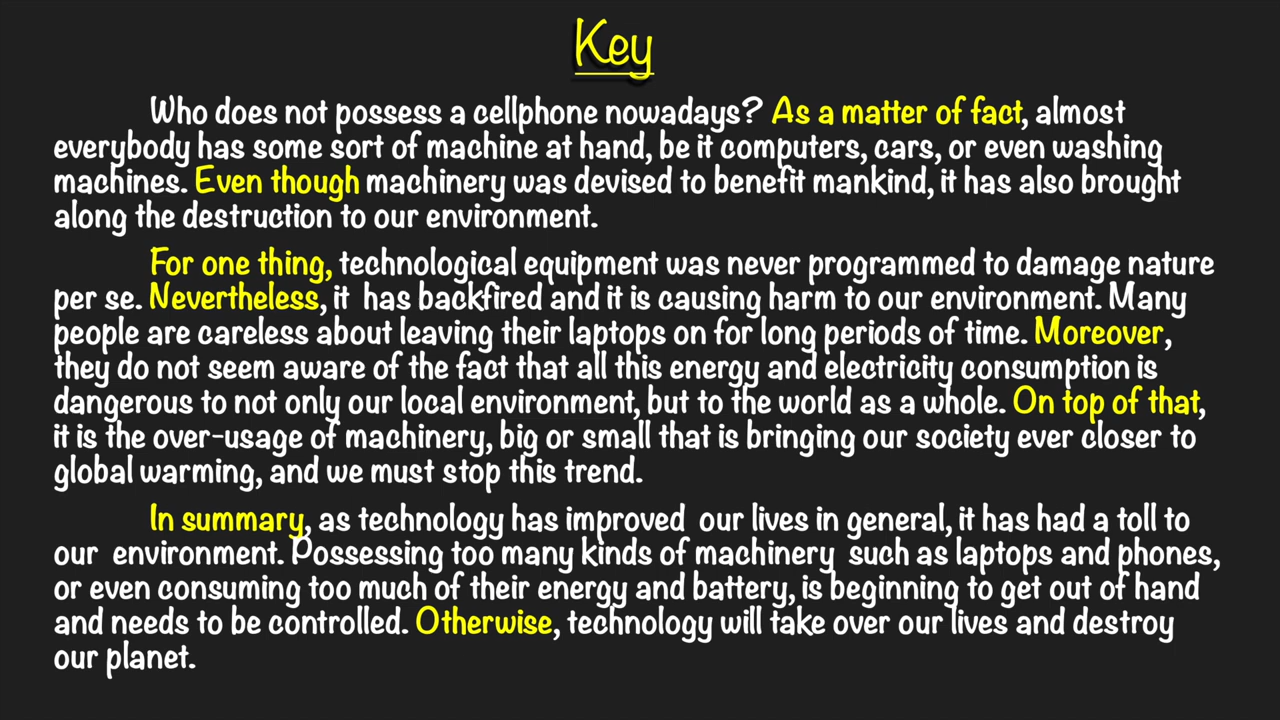 Key
Who does not possess a cellphone nowadays? As a matter of fact, almost
everybody has some sort of machine at hand, be it computers, cars, or even washing
machines. Even though machinery was devised to benefit mankind, it has also brought
along the destruction to our environment.
For one thing, technological equipment was never programmed to damage nature
per se. Nevertheless, it has backfired and it is causing harm to our environment. Many
people are careless about leaving their laptops on for long periods of time. Moreover,
they do not seem aware of the fact that all this energy and electricity consumption is
dangerous to not only our local environment, but to the world as a whole. On top of that,
it is the over-usage of machinery, big or small that is bringing our society ever closer to
global warming, and we must stop this trend.
In summary, as technology has improved our lives in general, it has had a toll to
our environment. Possessing too many kinds of machinery such as laptops and phones,
or even consuming too much of their energy and battery, is beginning to get out of hand
and needs to be controlled. Otherwise, technology will take over our lives and destroy
our planet.